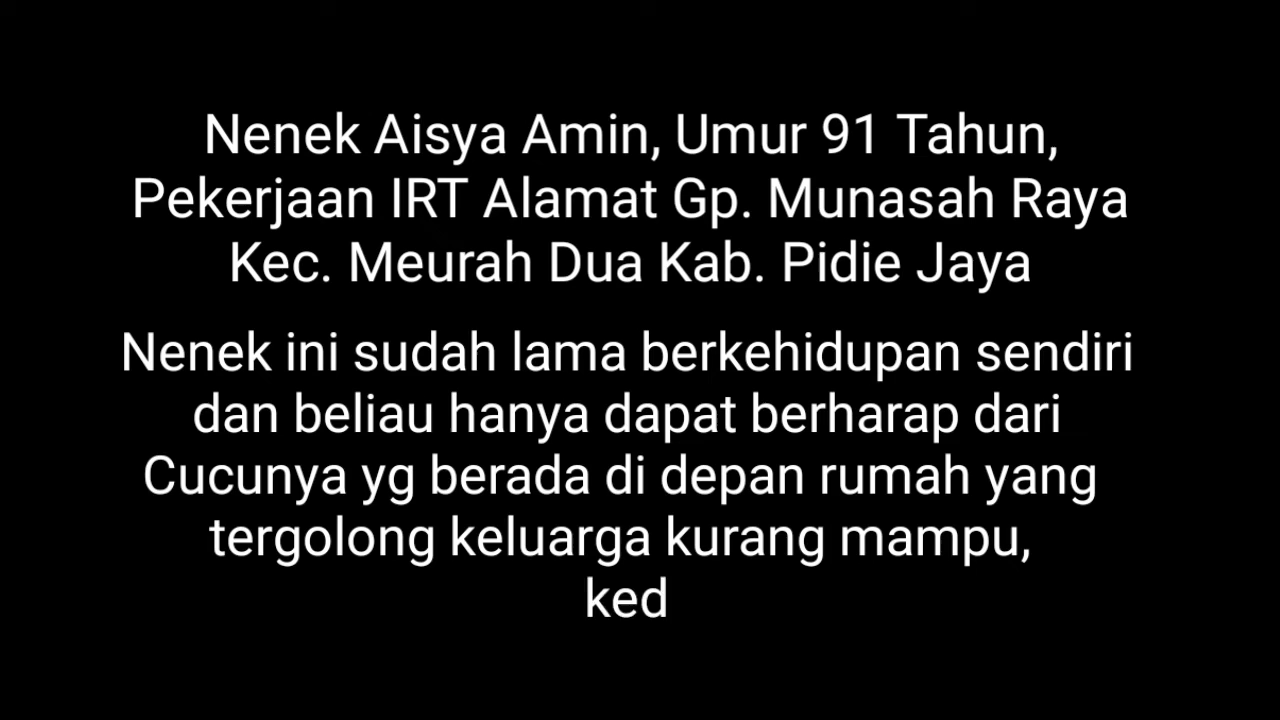 Nenek Aisya Amin, Umur 91 Tahun,
Pekerjaan IRT Alamat Gp. Munasah Raya
Kec. Meurah Dua Kab. Pidie Jaya
Nenek ini sudah lama berkehidupan sendiri
dan beliau hanya dapat berharap dari
Cucunya yg berada di depan rumah yang
tergolong keluarga kurang mampu,
ked